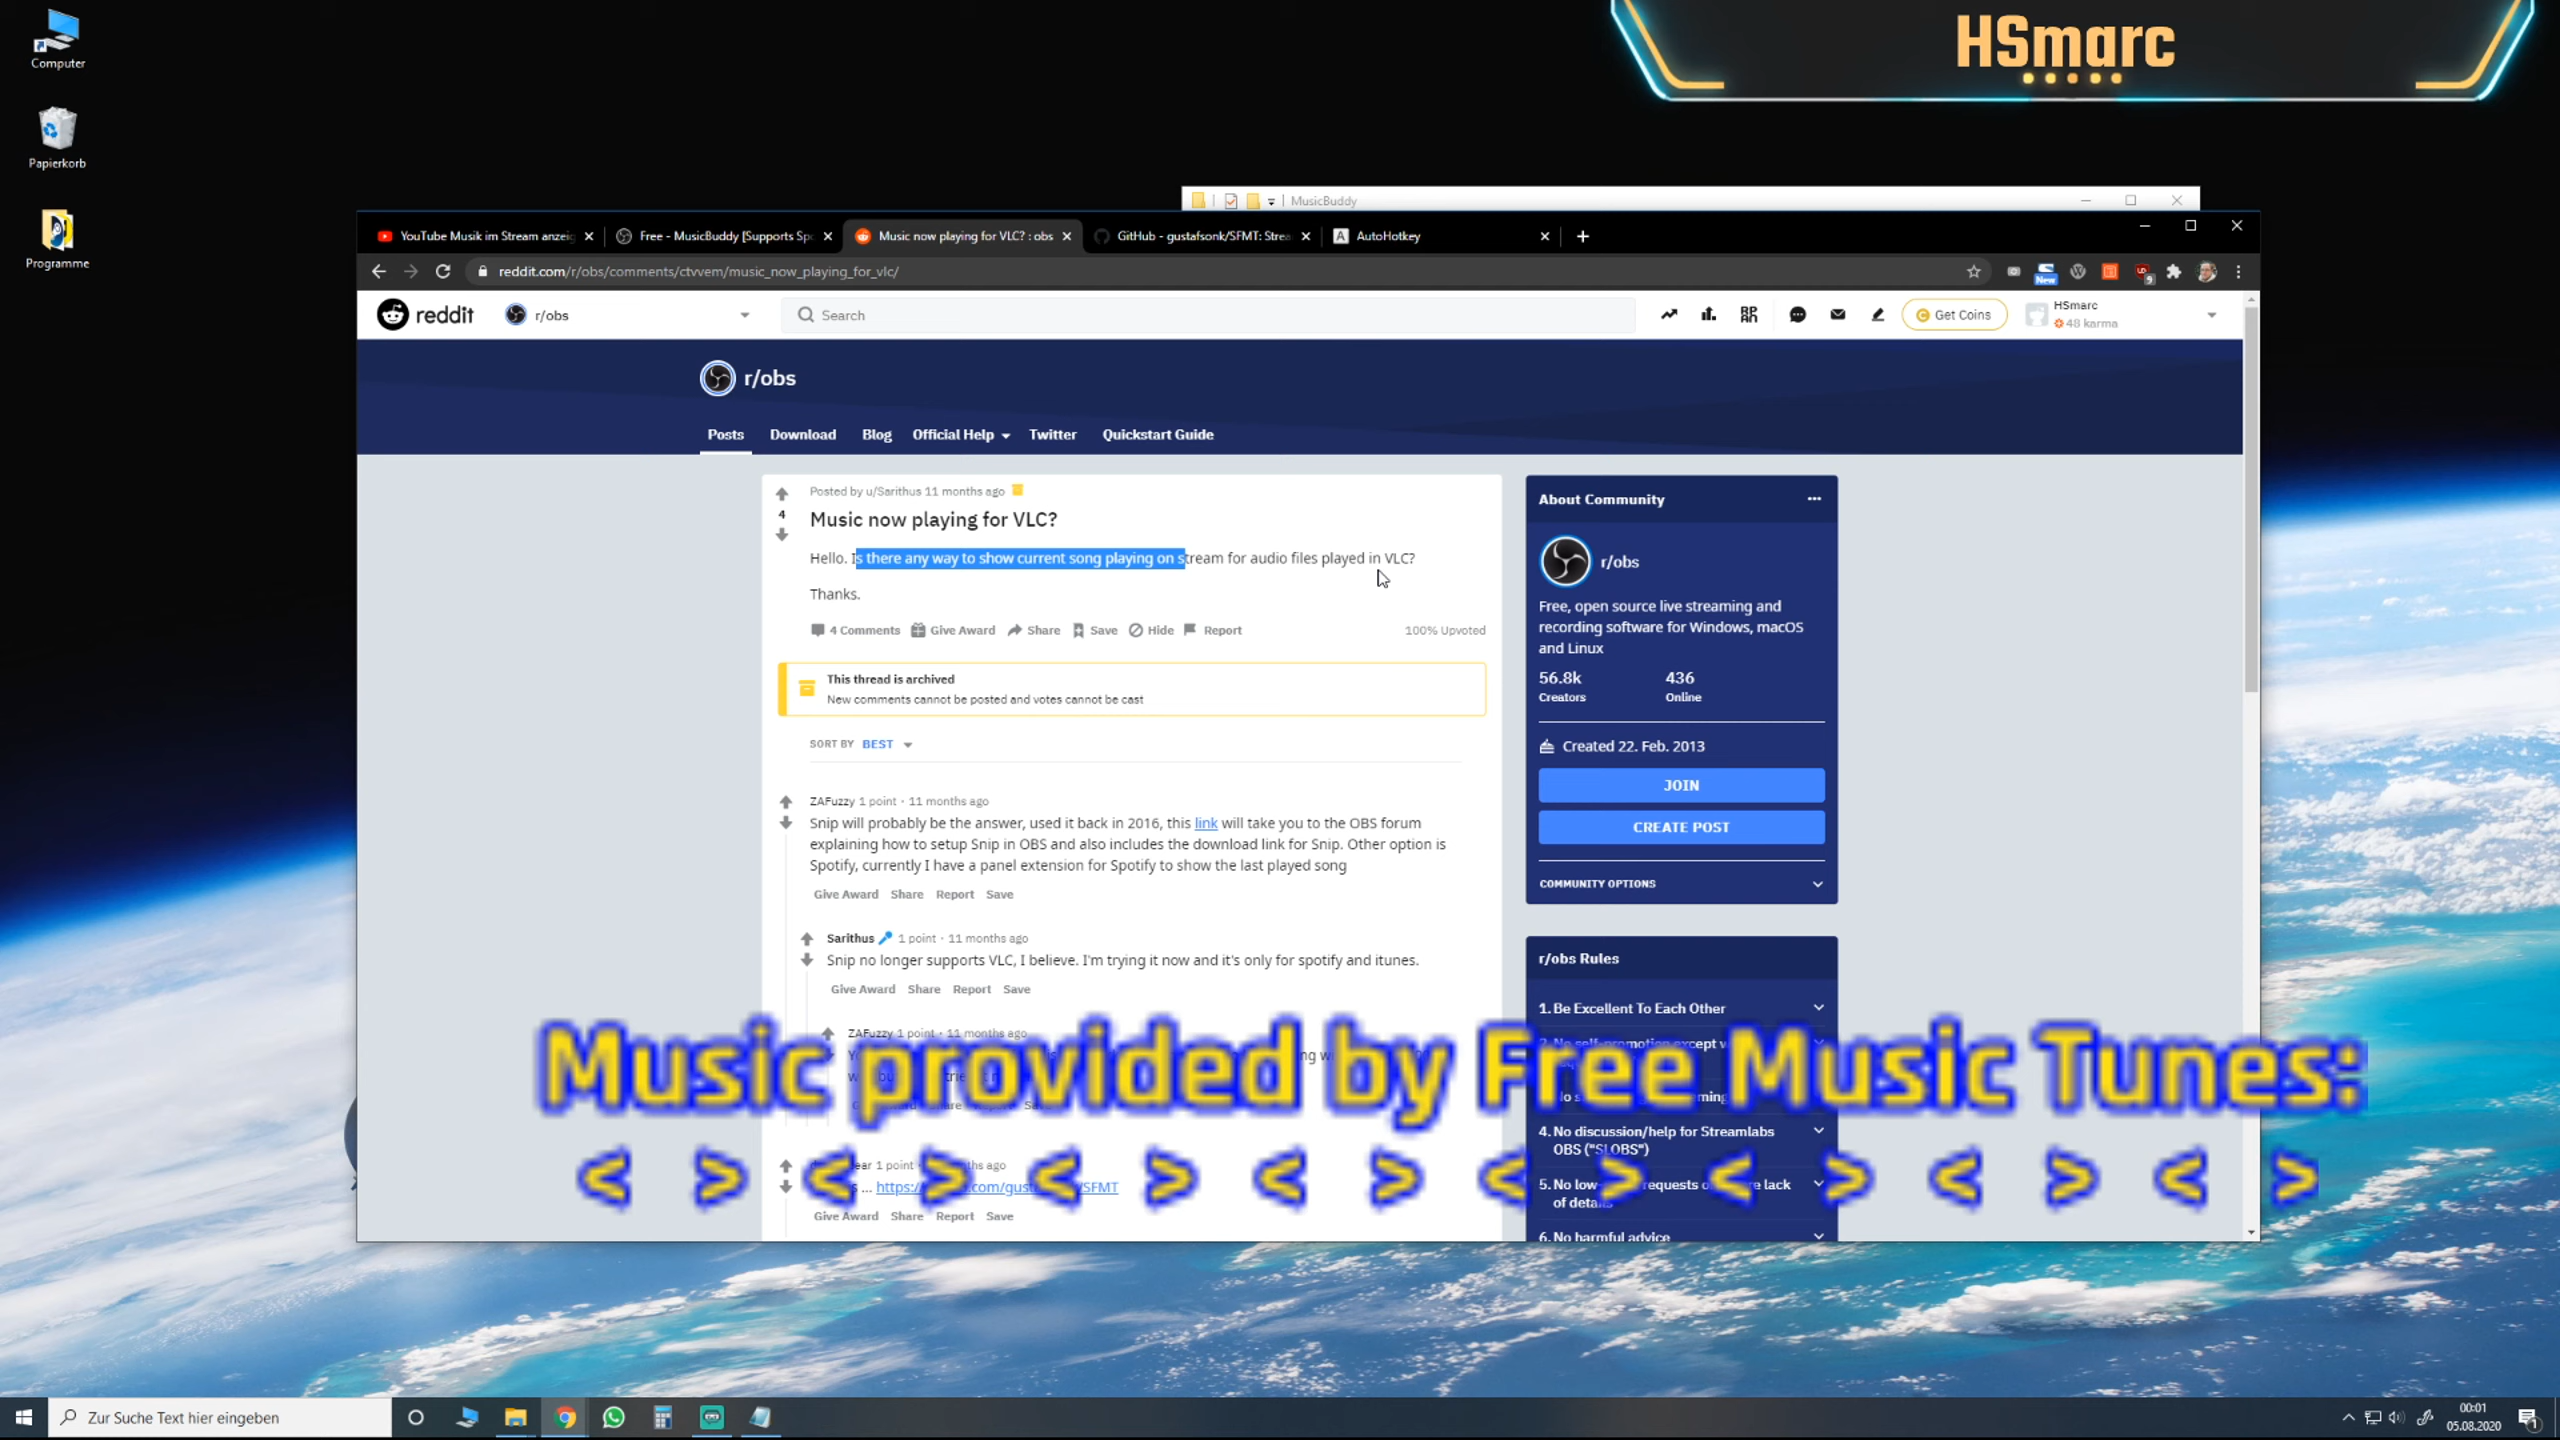 HSmarc
Computer
Papierkorb
Programme
MusicBuddy
YouTube Musik im Stream anzeig
Free - MusicBuddy [Supports Sp
Music now playing for VLC? : obs
GitHub - gustafsonk/SFMT: Strea
AutoHotkey
reddit.com/r/obs/comments/ctvvem/music_now_playing_for_vlc/
New
9
reddit
r/obs
Search
Get Coins
HSmarc
48 karma
r/obs
Posts Download Blog Official Help Twitter Quickstart Guide
Posted by u/Sarithus 11 months ago
4
Music now playing for VLC?
Hello. Is there any way to show current song playing on stream for audio files played in VLC?
Thanks.
4 Comments Give Award Share Save Hide Report 100% Upvoted
This thread is archived
New comments cannot be posted and votes cannot be cast
SORT BY BEST
ZAFuzzy 1 point · 11 months ago
Snip will probably be the answer, used it back in 2016, this link will take you to the OBS forum
explaining how to setup Snip in OBS and also includes the download link for Snip. Other option is
Spotify, currently I have a panel extension for Spotify to show the last played song
Give Award Share Report Save
Sarithus 1 point · 11 months ago
Snip no longer supports VLC, I believe. I'm trying it now and it's only for spotify and itunes.
Give Award Share Report Save
ZAFuzzy 1 point · 11 months ago
1 point
ago
SFMT
Give Award Share Report Save
About Community
r/obs
Free, open source live streaming and
recording software for Windows, macOS
and Linux
56.8k 436
Creators Online
Created 22. Feb. 2013
JOIN
CREATE POST
COMMUNITY OPTIONS
r/obs Rules
1. Be Excellent To Each Other
4. No discussion/help for Streamlabs
OBS ("SLOBS")
5. No
requests
lack
of details
6. No harmful advice
Music provided by Free Music Tunes:
< > < > < > < > < > < > < > < >
Zur Suche Text hier eingeben
00:01
05.08.2020
1